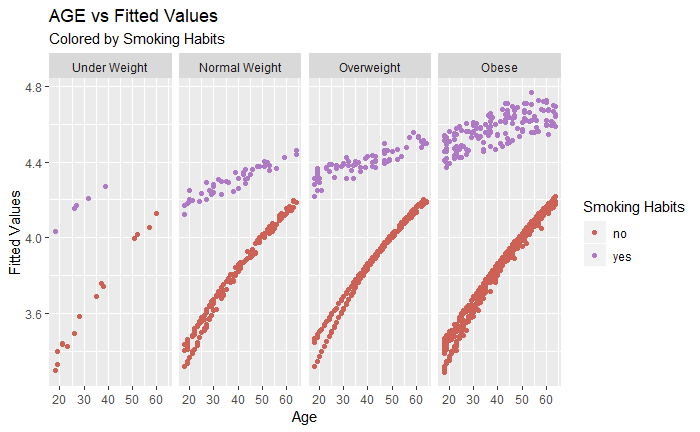 AGE vs Fitted Values
Colored by Smoking Habits
Under Weight Normal Weight Overweight Obese
4.8
4.4
4.0
3.6
Fitted Values
20 30 40 50 60 20 30 40 50 60 20 30 40 50 60 20 30 40 50 60
Age
Smoking Habits
no
yes